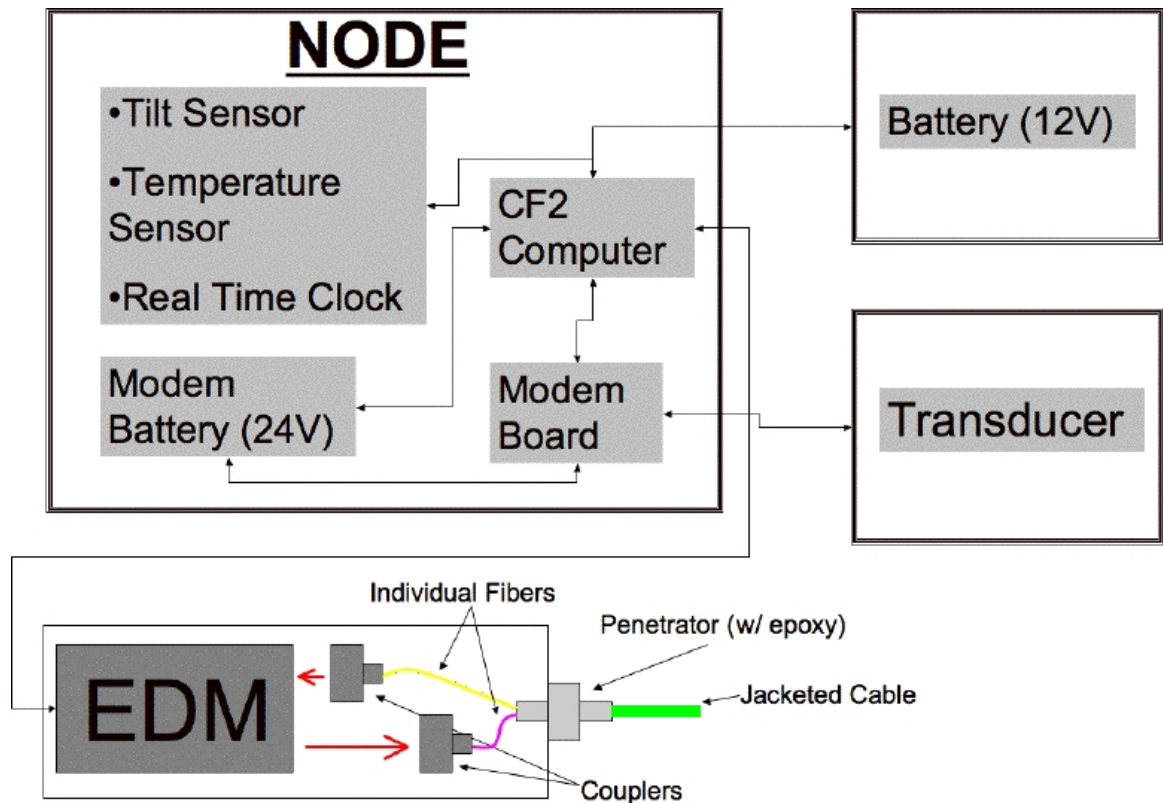 NODE
•Tilt Sensor
•Temperature
Sensor
•Real Time Clock
CF2
Computer
Modem
Battery (24V)
Modem
Board
Battery (12V)
Transducer
Individual Fibers
Penetrator (w/ epoxy)
Jacketed Cable
EDM
Couplers